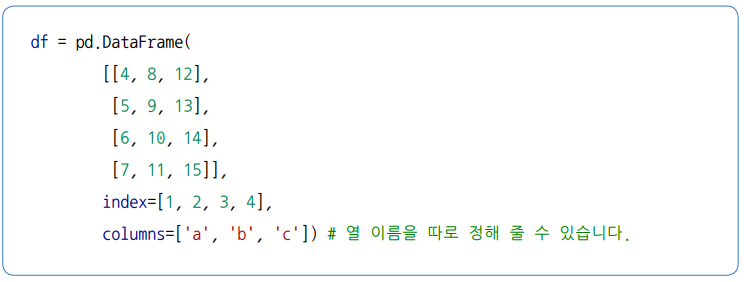 df = pd.DataFrame(
[[4, 8, 12],
[5, 9, 13],
[6, 10, 14],
[7, 11, 15]],
index=[1, 2, 3, 4],
columns=['a', 'b', 'c']) # 열 이름을 따로 정해 줄 수 있습니다.